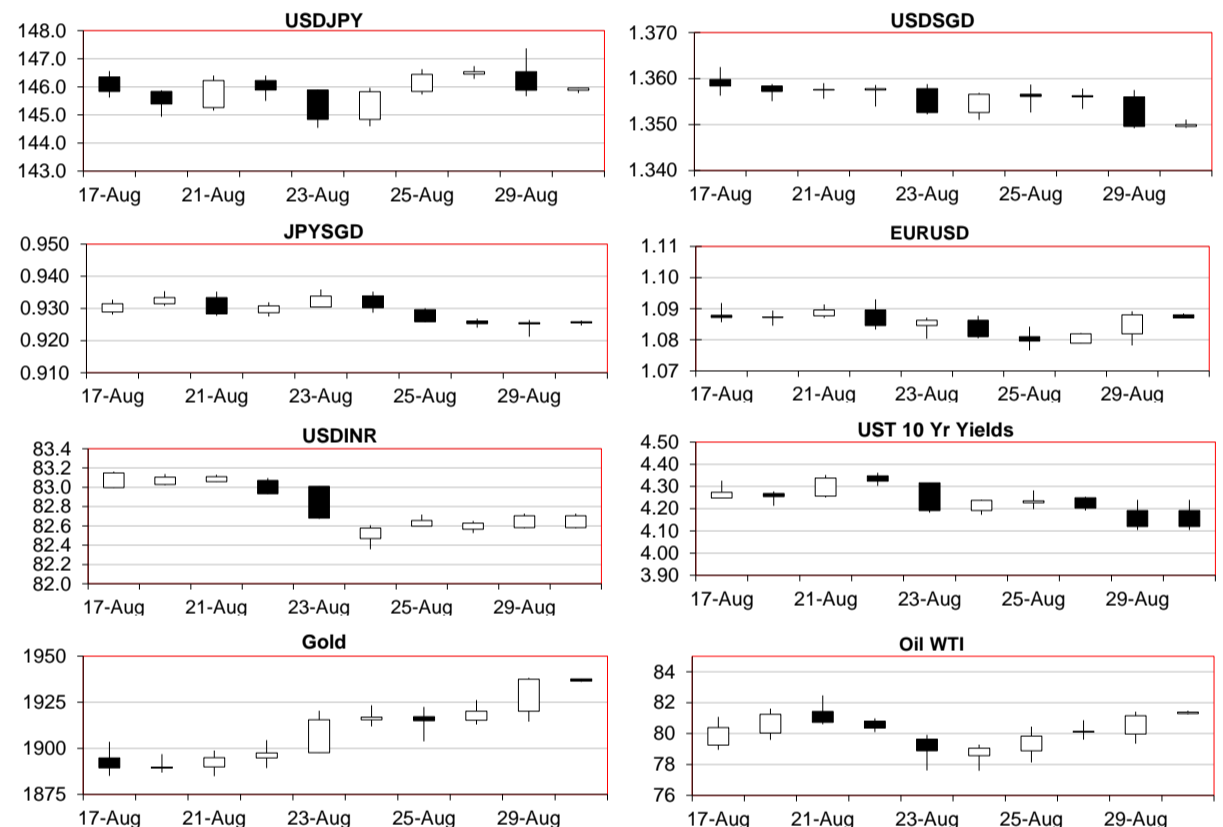 USDJPY
148.0
147.0
146.0
145.0
144.0
143.0
17-Aug 21-Aug 23-Aug 25-Aug 29-Aug
USDSGD
1.370
1.360
1.350
1.340
17-Aug 21-Aug 23-Aug 25-Aug 29-Aug
JPYSGD
0.950
0.940
0.930
0.920
0.910
17-Aug 21-Aug 23-Aug 25-Aug 29-Aug
EURUSD
1.11
1.10
1.09
1.08
1.07
17-Aug 21-Aug 23-Aug 25-Aug 29-Aug
USDINR
83.4
83.2
83.0
82.8
82.6
82.4
82.2
82.0
17-Aug 21-Aug 23-Aug 25-Aug 29-Aug
UST 10 Yr Yields
4.50
4.40
4.30
4.20
4.10
4.00
3.90
17-Aug 21-Aug 23-Aug 25-Aug 29-Aug
Gold
1950
1925
1900
1875
17-Aug 21-Aug 23-Aug 25-Aug 29-Aug
Oil WTI
84
82
80
78
76
17-Aug 21-Aug 23-Aug 25-Aug 29-Aug